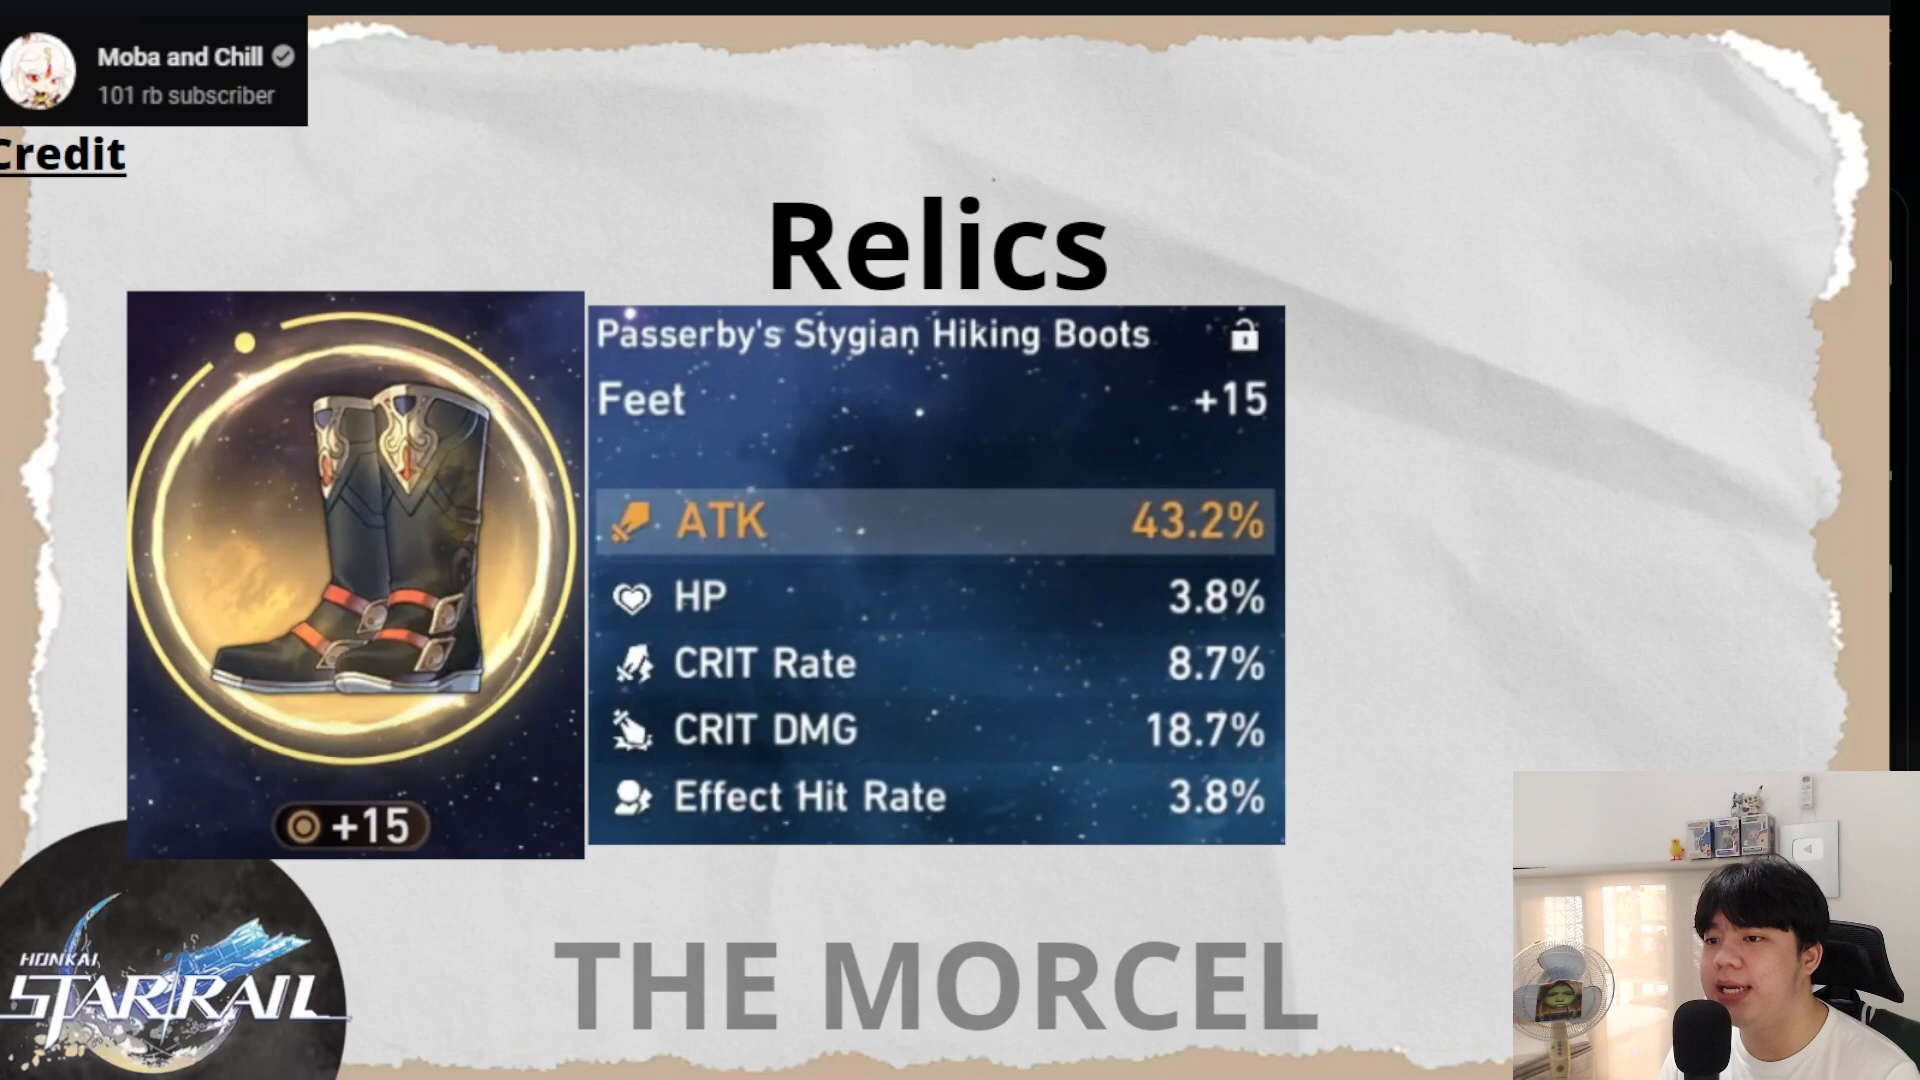 Moba and Chill
101 rb subscriber
Credit
Relics
Passerby's Stygian Hiking Boots
Feet +15
ATK 43.2%
HP 3.8%
CRIT Rate 8.7%
CRIT DMG 18.7%
Effect Hit Rate 3.8%
+15
HONKAI
STAR RAIL
THE MORCEL